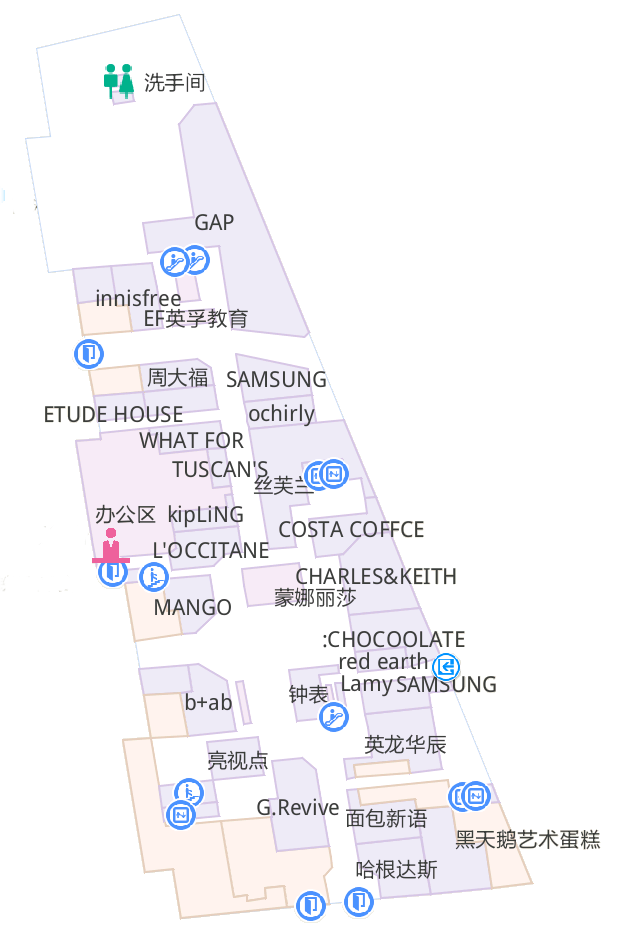 洗手间
GAP
innisfree
EF英孚教育
周大福
SAMSUNG
ETUDE HOUSE
ochirly
WHAT FOR
TUSCAN'S
丝芙兰
办公区
kipLiNG
COSTA COFFCE
L'OCCITANE
CHARLES&KEITH
蒙娜丽莎
MANGO
:CHOCOOLATE
red earth
Lamy
SAMSUNG
钟表
b+ab
英龙华辰
亮视点
G.Revive
面包新语
黑天鹅艺术蛋糕
哈根达斯